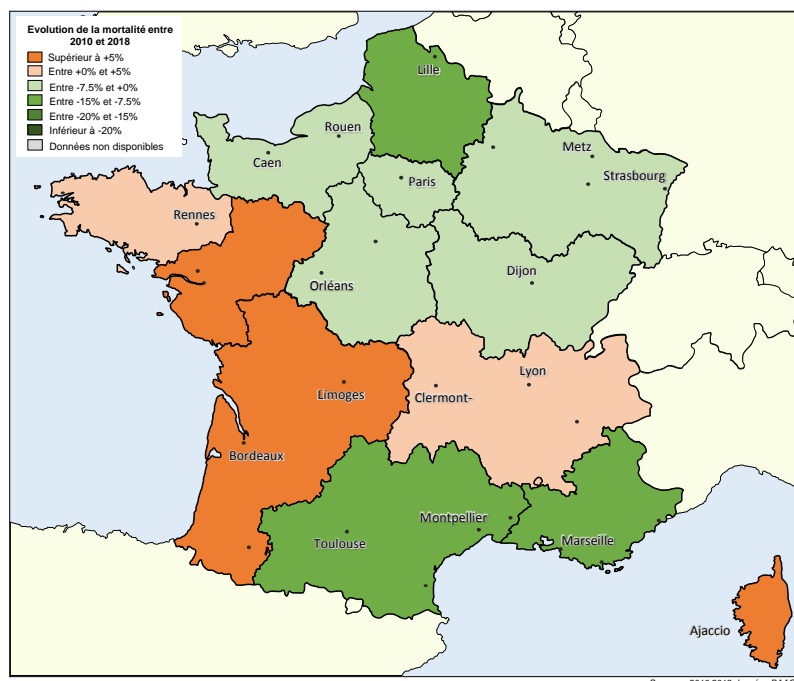 Evolution de la mortalité entre
2010 et 2018
Supérieur à +5%
Entre +0% et +5%
Entre -7.5% et +0%
Entre -15% et -7.5%
Entre -20% et -15%
Inférieur à -20%
Données non disponibles
Lille
Rouen
Caen
Metz
Paris
Strasbourg
Rennes
Dijon
Orléans
Lyon
Limoges
Clermont-
Bordeaux
Montpellier
Toulouse
Marseille
Ajaccio